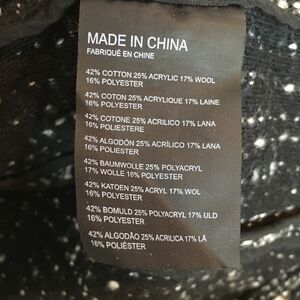 MADE IN CHINA
FABRIQUÉ EN CHINE
42% COTTON 25% ACRYLIC 17% WOOL
16% POLYESTER
42% COTON 25% ACRYLIQUE 17% LAINE
16% POLYESTER
42% COTONE 25% ACRILICO 17% LANA
16% POLIESTERE
42% ALGODÓN 25% ACRÍLICO 17% LANA
16% POLIÉSTER
42% BAUMWOLLE 25% POLYACRYL
17% WOLLE 16% POLYESTER
42% KATOEN 25% ACRYL 17% WOL
16% POLYESTER
42% BOMULD 25% POLYACRYL 17% ULD
16% POLYESTER
42% ALGODÃO 25% ACRILICA 17% LÃ
16% POLIÉSTER